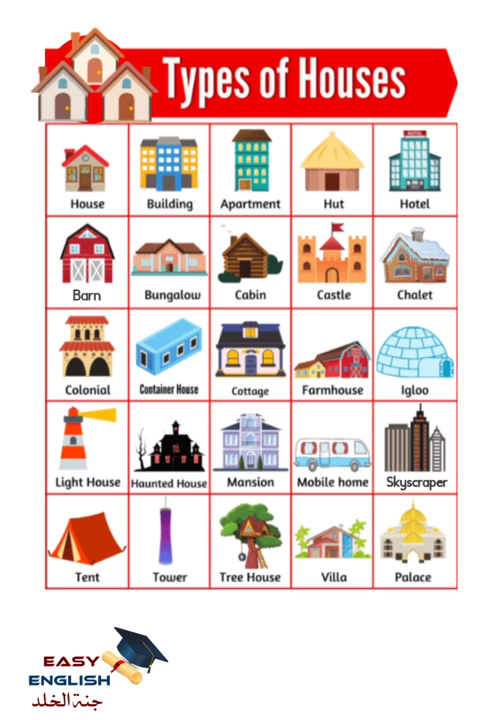 Types of Houses
House Building Apartment Hut Hotel
HOTEL
Barn Bungalow Cabin Castle Chalet
Colonial Container House Cottage Farmhouse Igloo
Light House Haunted House Mansion Mobile home Skyscraper
Tent Tower Tree House Villa Palace
EASY
ENGLISH
جنة الخلد